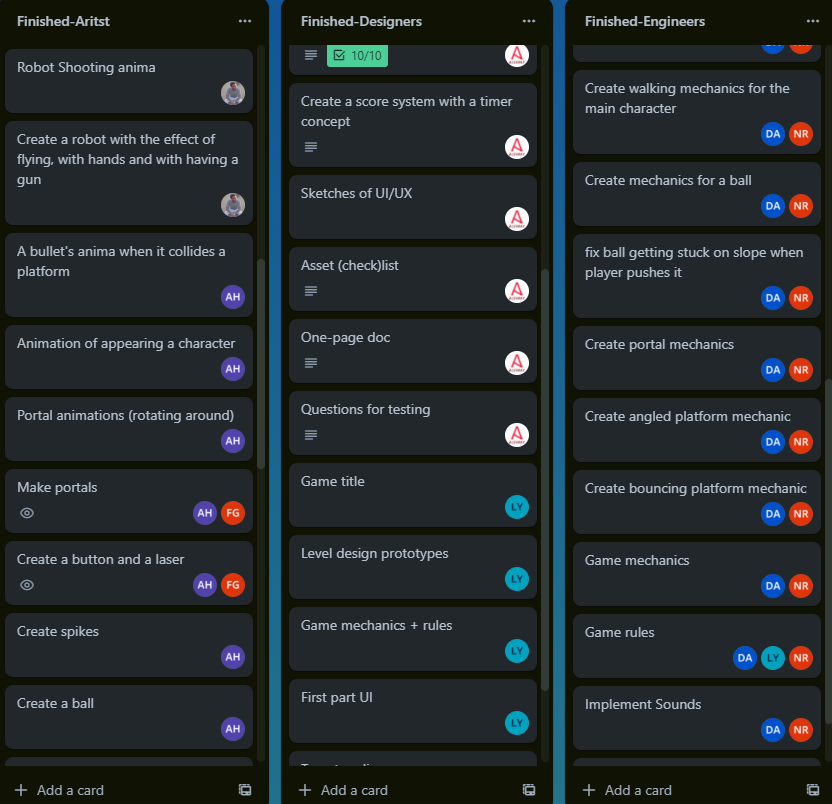 Finished-Aritst
Robot Shooting anima
Create a robot with the effect of
flying, with hands and with having a
gun
A bullet's anima when it collides a
platform
AH
Animation of appearing a character
AH
Portal animations (rotating around)
AH
Make portals
AH FG
Create a button and a laser
AH FG
Create spikes
AH
Create a ball
AH
Add a card
Finished-Designers
10/10
Create a score system with a timer
concept
Sketches of UI/UX
Asset (check)list
One-page doc
Questions for testing
Game title
LY
Level design prototypes
LY
Game mechanics + rules
LY
First part UI
LY
Add a card
Finished-Engineers
DA NR
Create walking mechanics for the
main character
DA NR
Create mechanics for a ball
DA NR
fix ball getting stuck on slope when
player pushes it
DA NR
Create portal mechanics
DA NR
Create angled platform mechanic
DA NR
Create bouncing platform mechanic
DA NR
Game mechanics
DA NR
Game rules
DA LY NR
Implement Sounds
DA NR
Add a card